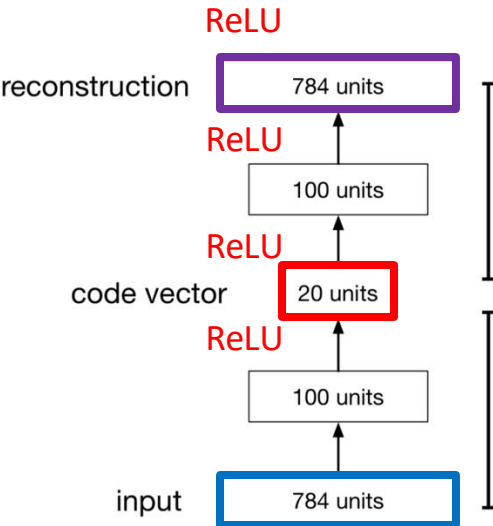 ReLU
reconstruction 784 units
ReLU
100 units
ReLU
code vector 20 units
ReLU
100 units
input 784 units